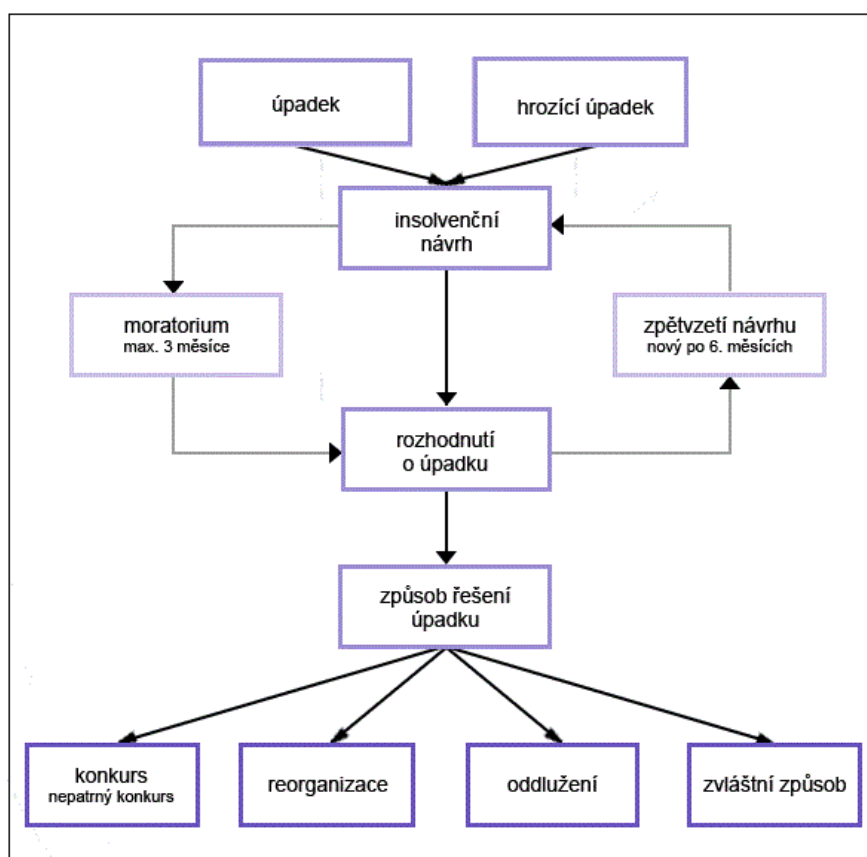 úpadek
hrozící úpadek
insolvenční
návrh
moratorium
max. 3 měsíce
zpětvzetí návrhu
nový po 6. měsících
rozhodnutí
o úpadku
způsob řešení
úpadku
konkurs
nepatrný konkurs
reorganizace
oddlužení
zvláštní způsob